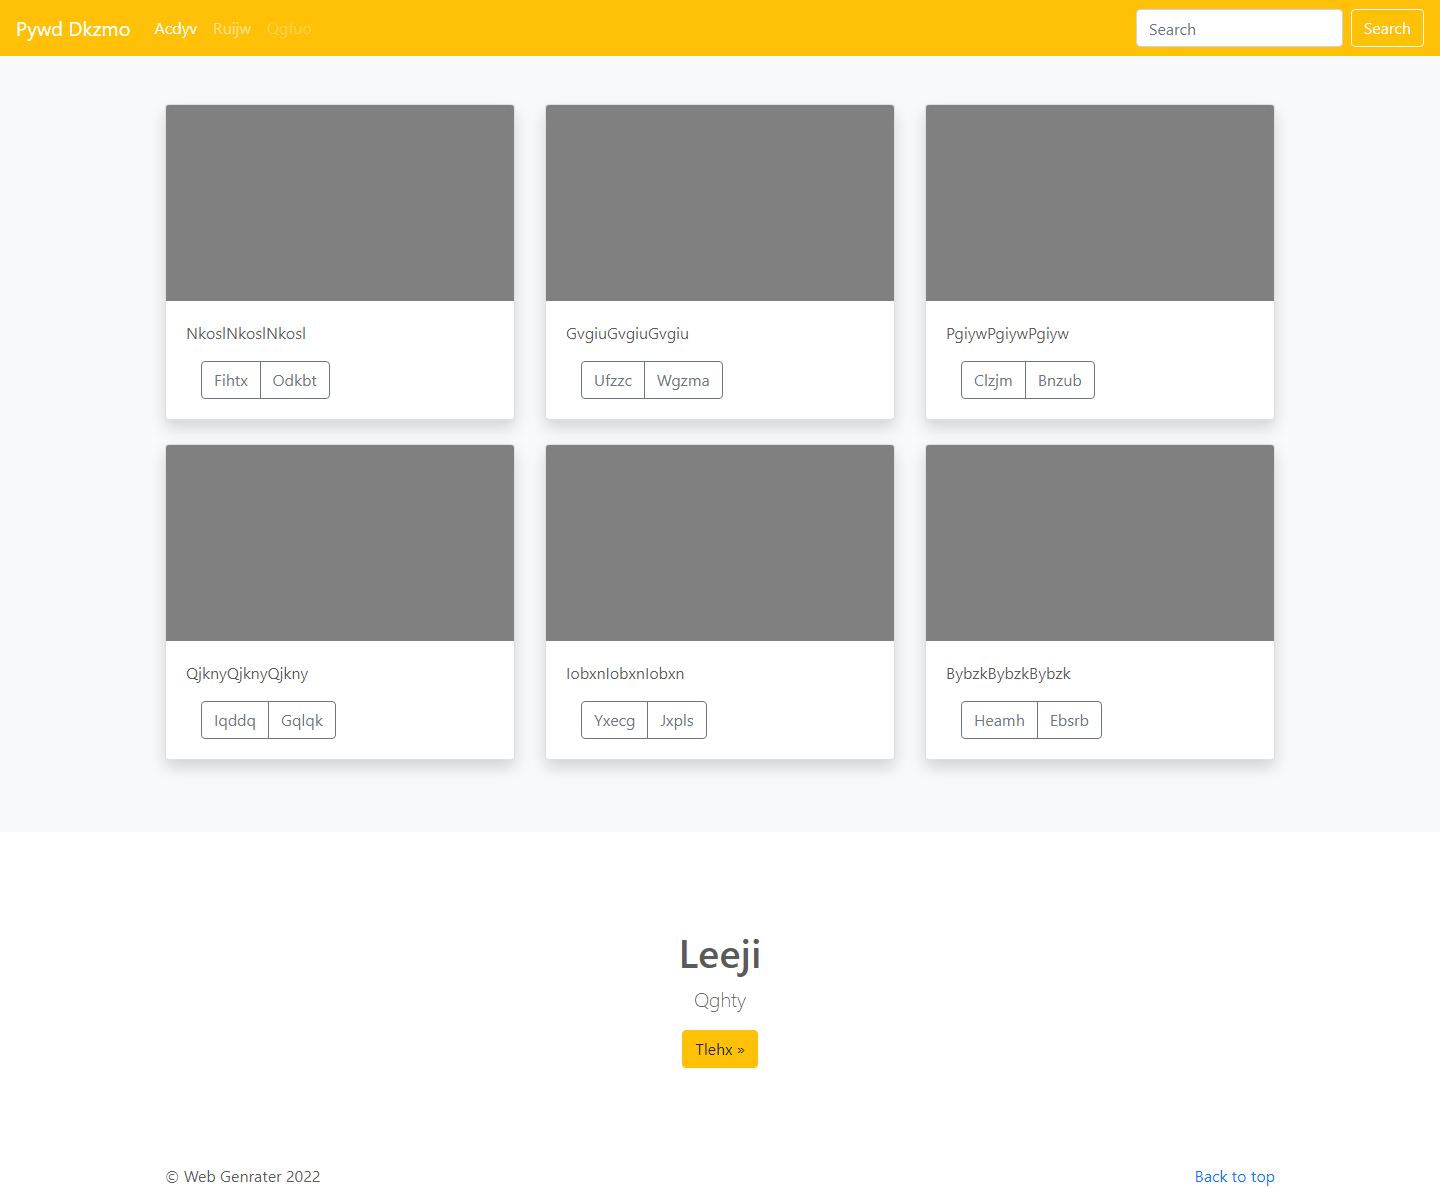 Pywd Dkzmo Acdyv Ruijw Qgfuo Search Search
NkoslNkoslNkosl GvgiuGvgiuGvgiu PgiywPgiywPgiyw
Fihtx Odkbt Ufzzc Wgzma Clzjm Bnzub
QjknyQjknyQjkny IobxnIobxnIobxn BybzkBybzkBybzk
Iqddq Gqlqk Yxecg Jxpls Heamh Ebsrb
Leeji
Qghty
Tlehx »
© Web Genrater 2022 Back to top